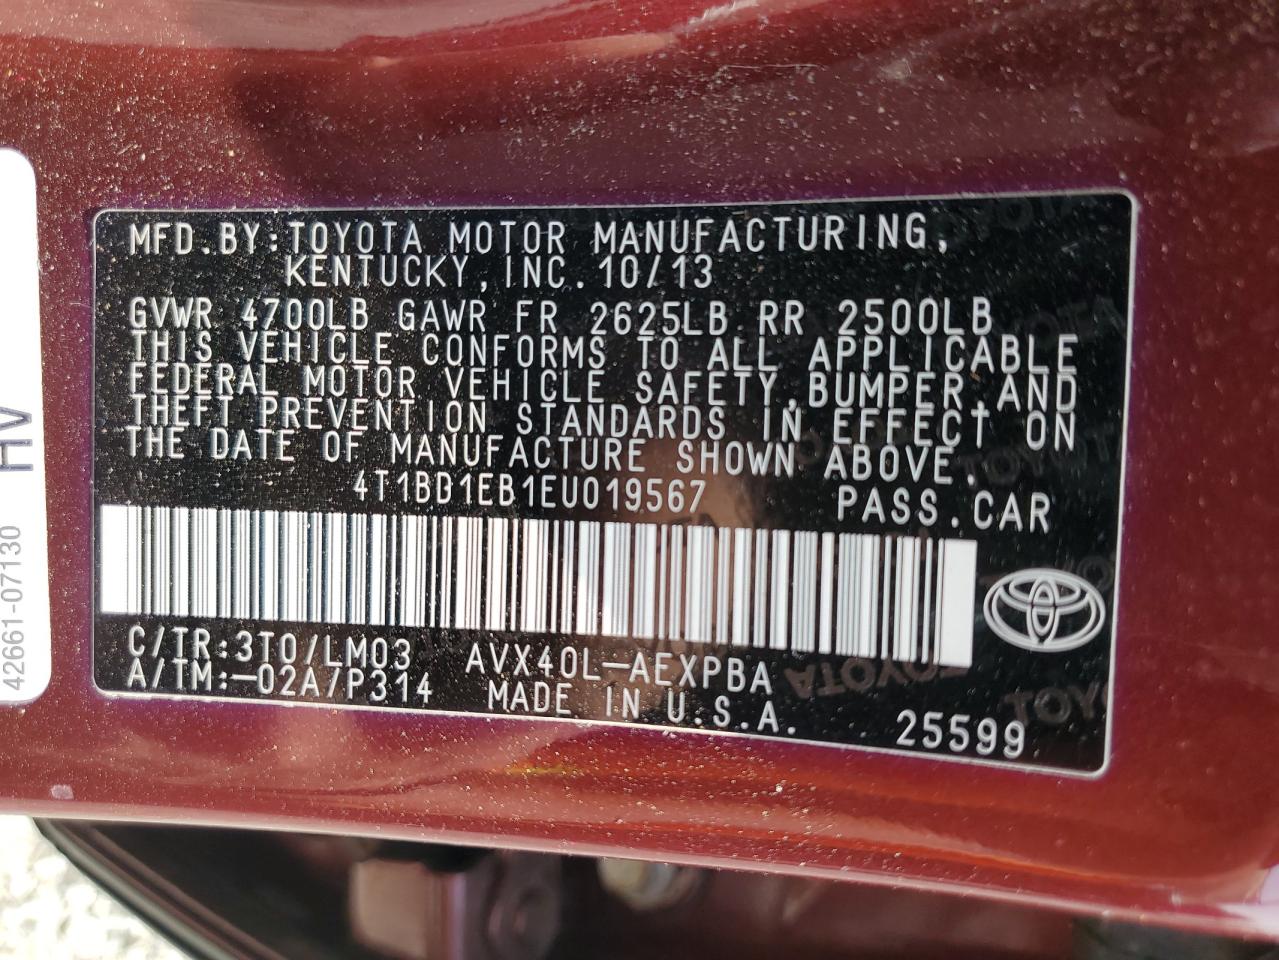 MFD.BY:TOYOTA MOTOR MANUFACTURING,
KENTUCKY,INC. 10/13
GVWR 4700LB GAWR FR 2625LB RR 2500LB
THIS VEHICLE CONFORMS TO ALL APPLICABLE
FEDERAL MOTOR VEHICLE SAFETY,BUMPER,AND
THEFT PREVENTION STANDARDS IN EFFECT ON
THE DATE OF MANUFACTURE SHOWN ABOVE.
4T1BD1EB1EU019567 PASS.CAR
C/TR:3T0/LM03 AVX40L-AEXPBA
A/TM:-02A/P314 MADE IN U.S.A. 25599
TOYOTA
42661-07130 HV